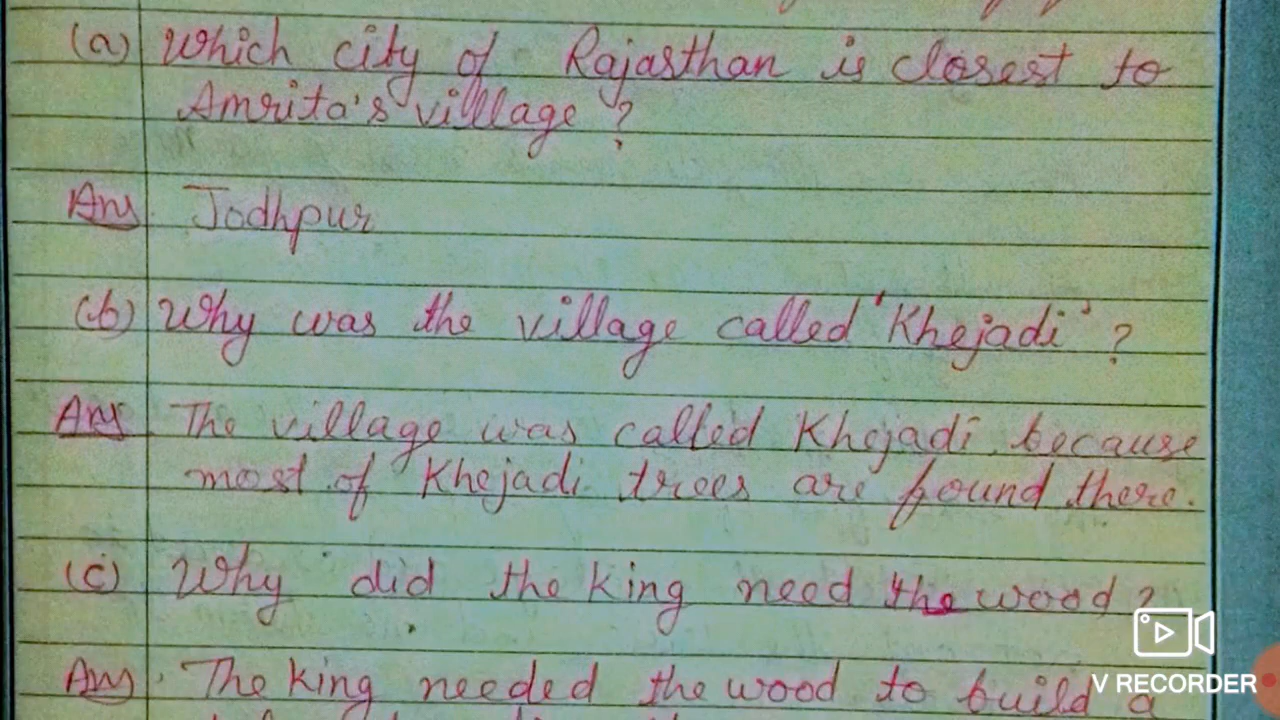 (a) Which city of Rajasthan is closest to
Amrita's village ?
Ans. Jodhpur
(b) Why was the village called 'Khejadi' ?
Ans The village was called Khejadi because
most of Khejadi trees are found there.
(c) Why did the king need the wood ?
Ans. The king needed the wood to build a
V RECORDER